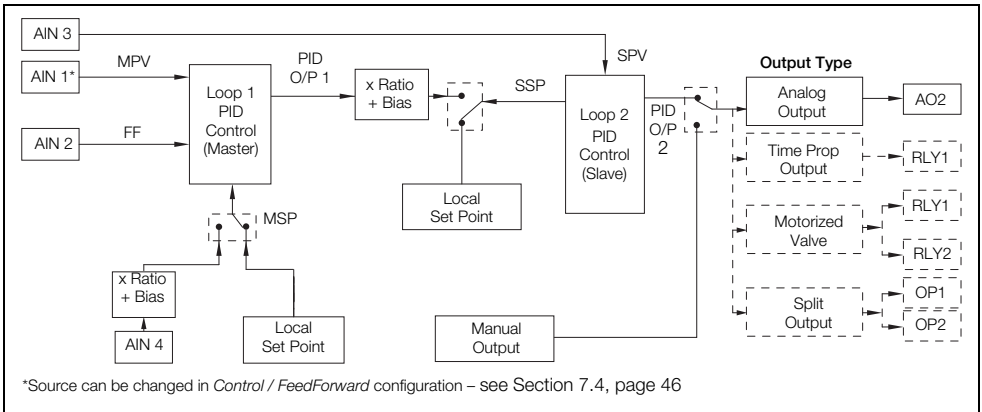 AIN 3
AIN 1*
MPV
AIN 2
FF
Loop 1
PID
Control
(Master)
PID
O/P 1
x Ratio
+ Bias
SSP
SPV
Loop 2
PID
Control
(Slave)
PID
O/P
2
Output Type
Analog
Output
AO2
Time Prop
Output
RLY1
Motorized
Valve
RLY1
RLY2
Split
Output
OP1
OP2
Local
Set Point
MSP
x Ratio
+ Bias
AIN 4
Local
Set Point
Manual
Output
*Source can be changed in Control / FeedForward configuration – see Section 7.4, page 46